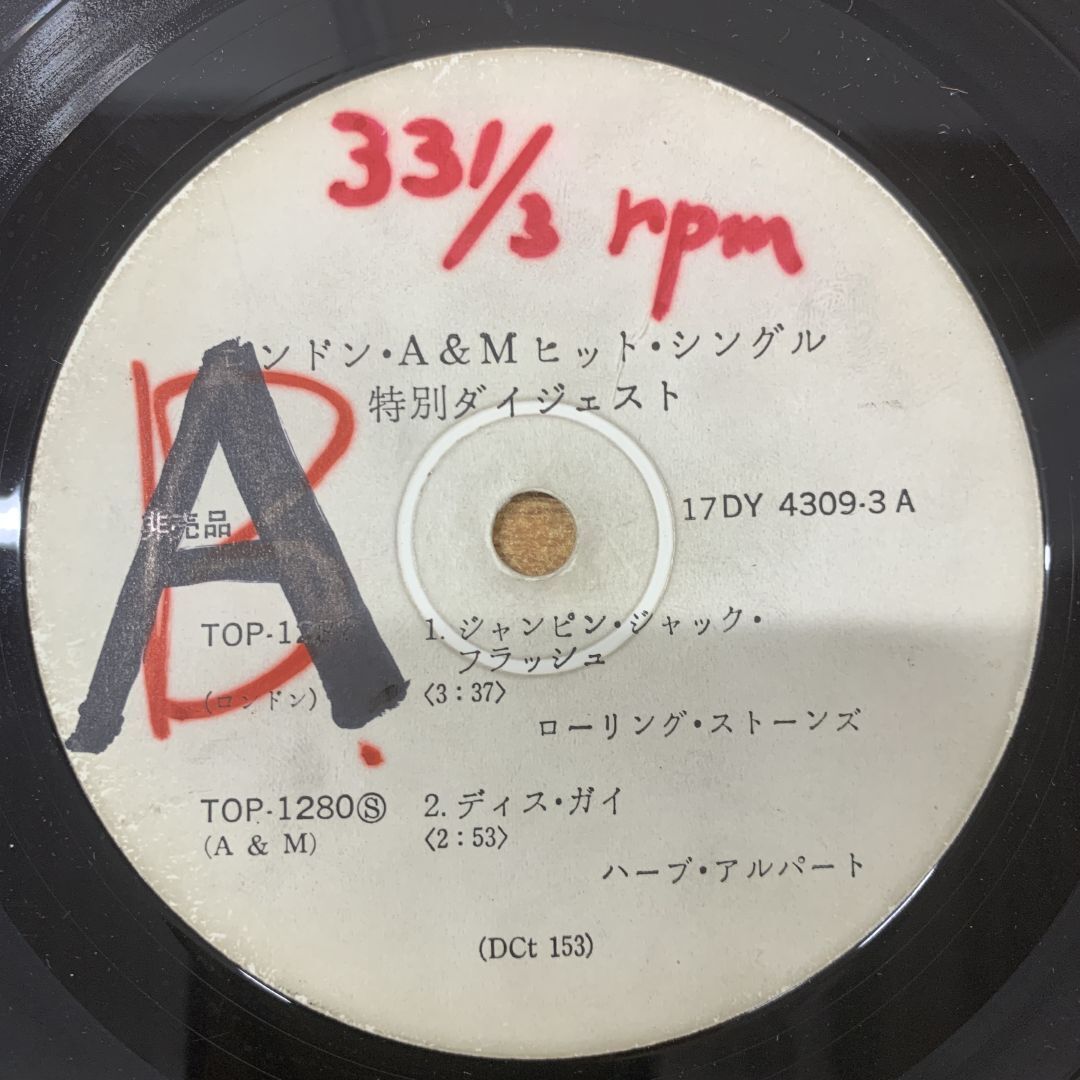 33 1/3 rpm
ンドン・A&Mヒット・シングル
特別ダイジェスト
B.
A
17DY 4309-3 A
非売品
1. ジャンピン・ジャック・
フラッシュ
(ロンドン)
〈3:37〉
ローリング・ストーンズ
TOP-1280Ⓢ
2. ディス・ガイ
(A & M)
〈2:53〉
ハーブ・アルパート
(DCt 153)